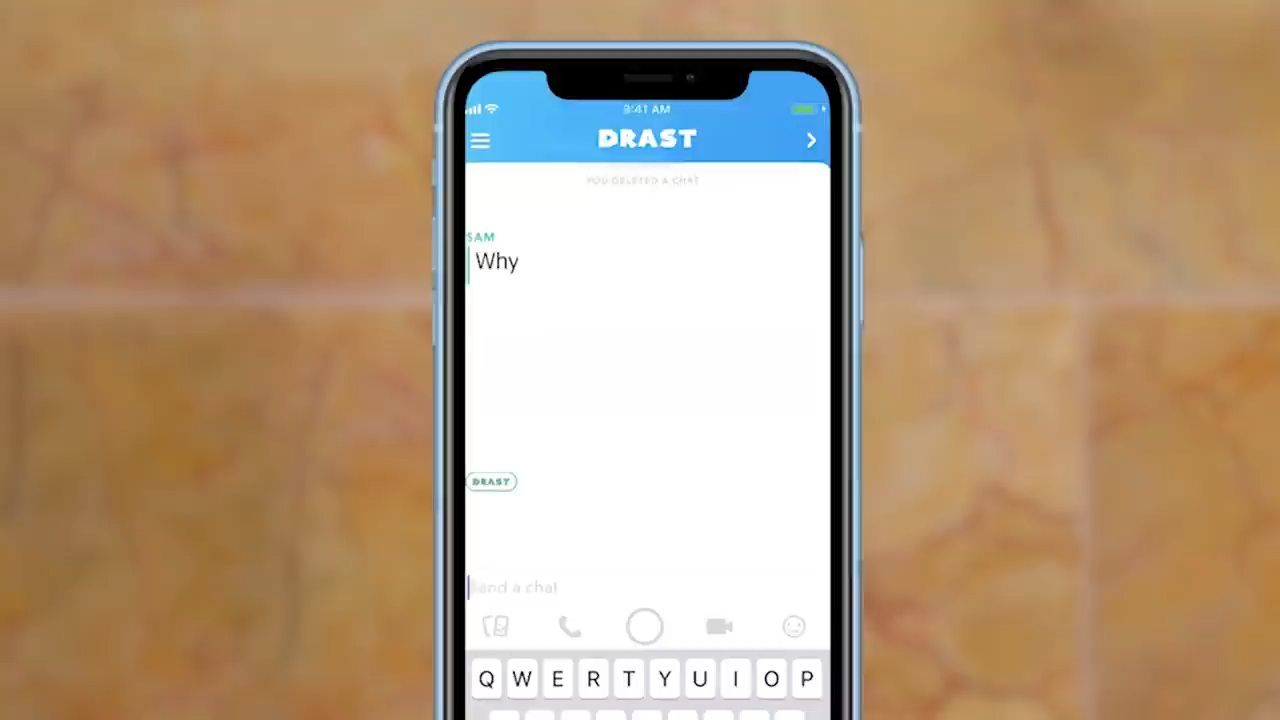 9:41 AM
DRAST
YOU DELETED A CHAT
SAM
Why
DRAST
Send a chat
Q W E R T Y U I O P